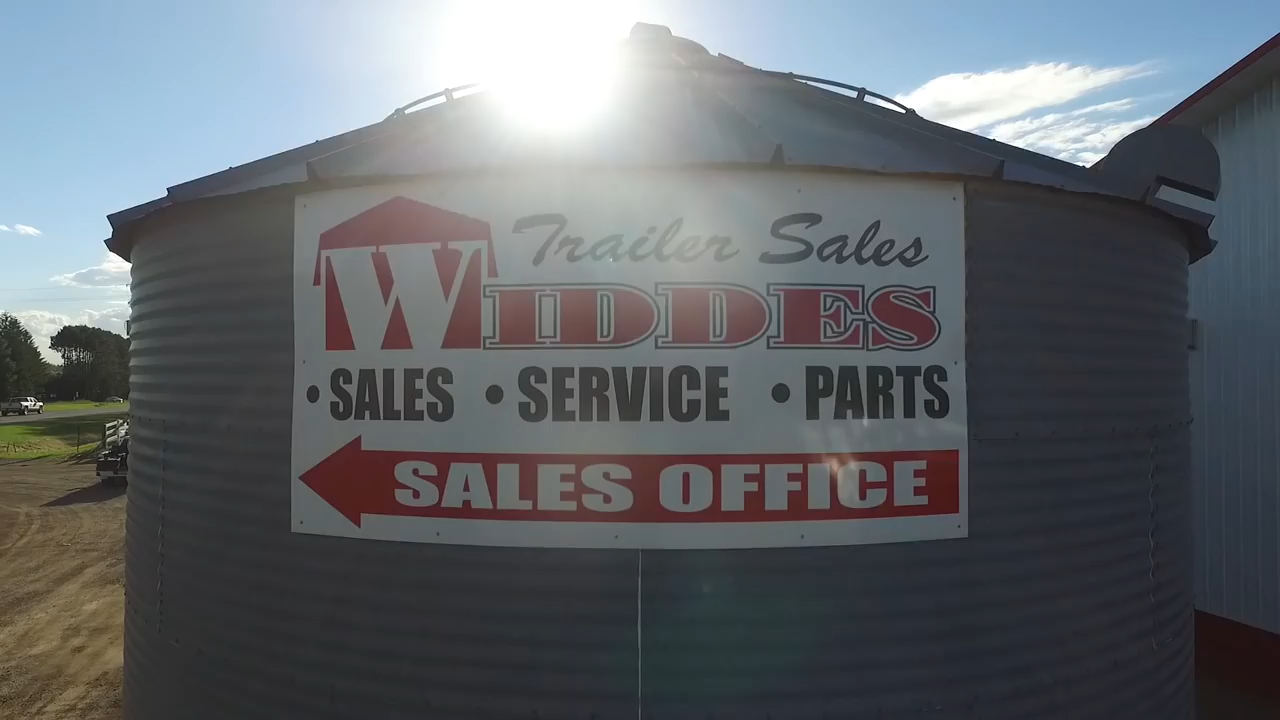 Trailer Sales
WIDDES
• SALES • SERVICE • PARTS
SALES OFFICE